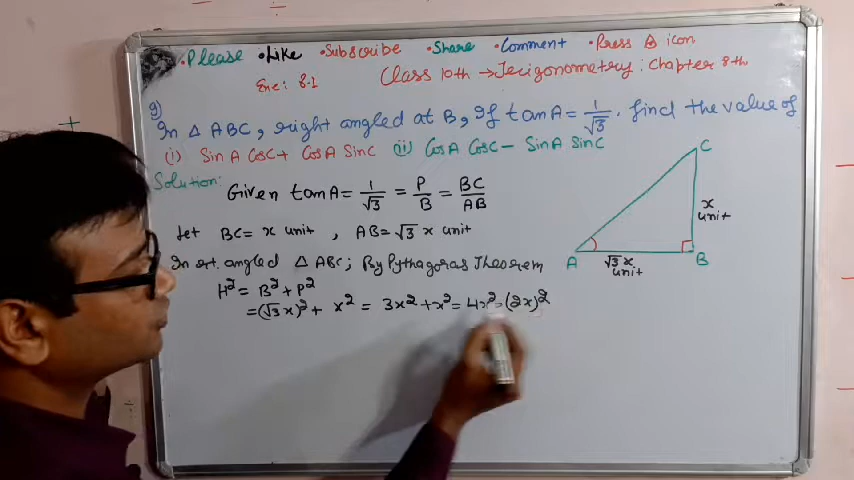 • Please • Like • Subscribe • Share • Comment • Press 🔔 icon
Exe: 8.1 Class 10th → Trigonometry: Chapter 8th
9) In Δ ABC, right angled at B, If tan A = 1/√3. find the value of
(i) Sin A Cos C + Cos A Sin C (ii) Cos A Cos C − Sin A Sin C
Solution: Given tan A = 1/√3 = P/B = BC/AB
let BC = x unit, AB = √3 x unit
In rt. angled Δ ABC; By Pythagoras Theorem
H² = B² + P²
= (√3 x)² + x² = 3x² + x² = 4x² = (2x)²
C
x
unit
A
√3 x
unit
B